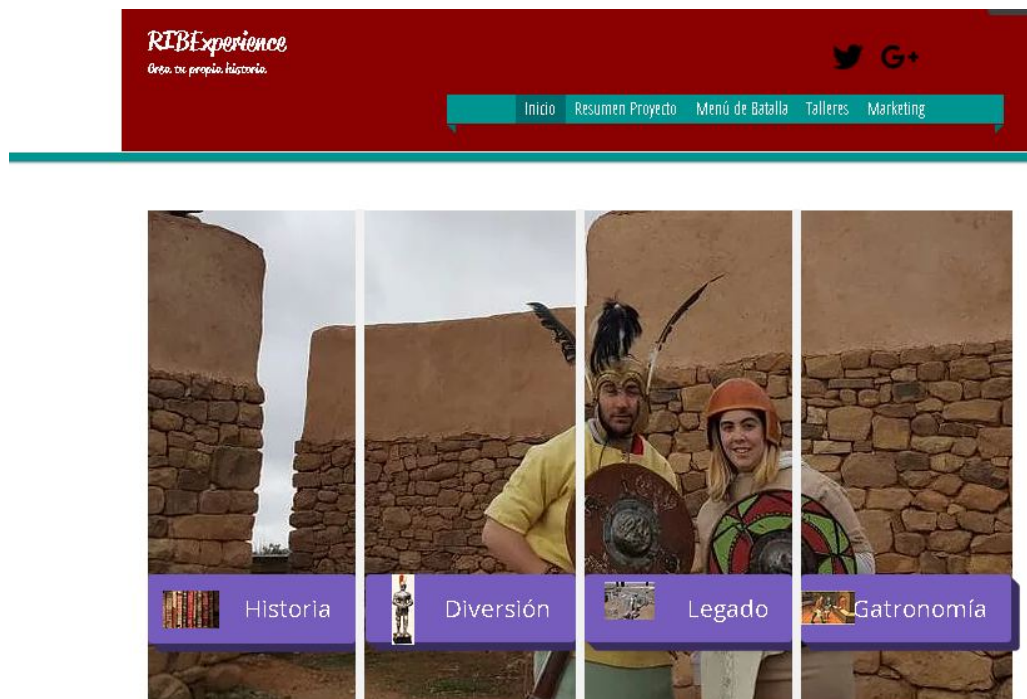 RIBExperience
Crea tu propia historia.
Inicio Resumen Proyecto Menú de Batalla Talleres Marketing
Historia Diversión Legado Gatronomía